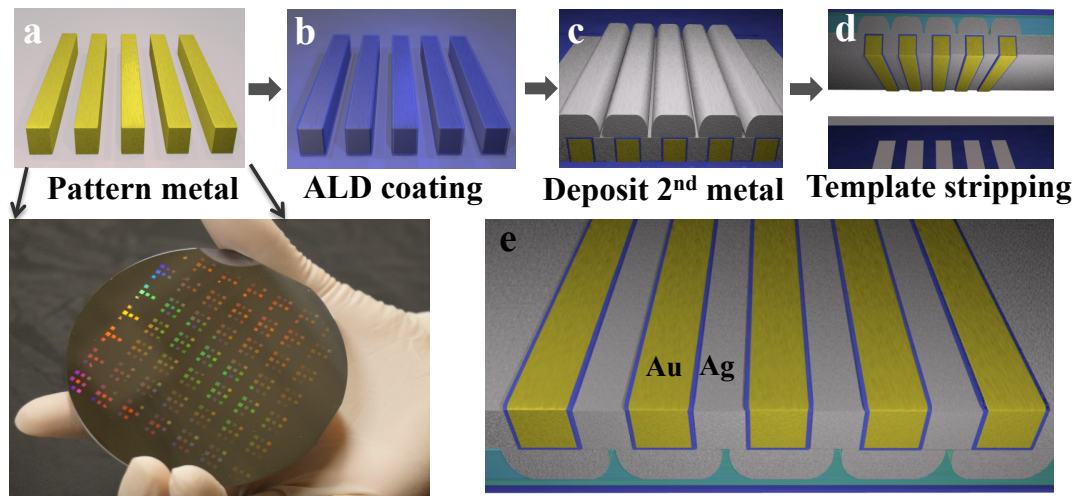 a
b
c
d
Pattern metal
ALD coating
Deposit 2nd metal
Template stripping
e
Au
Ag